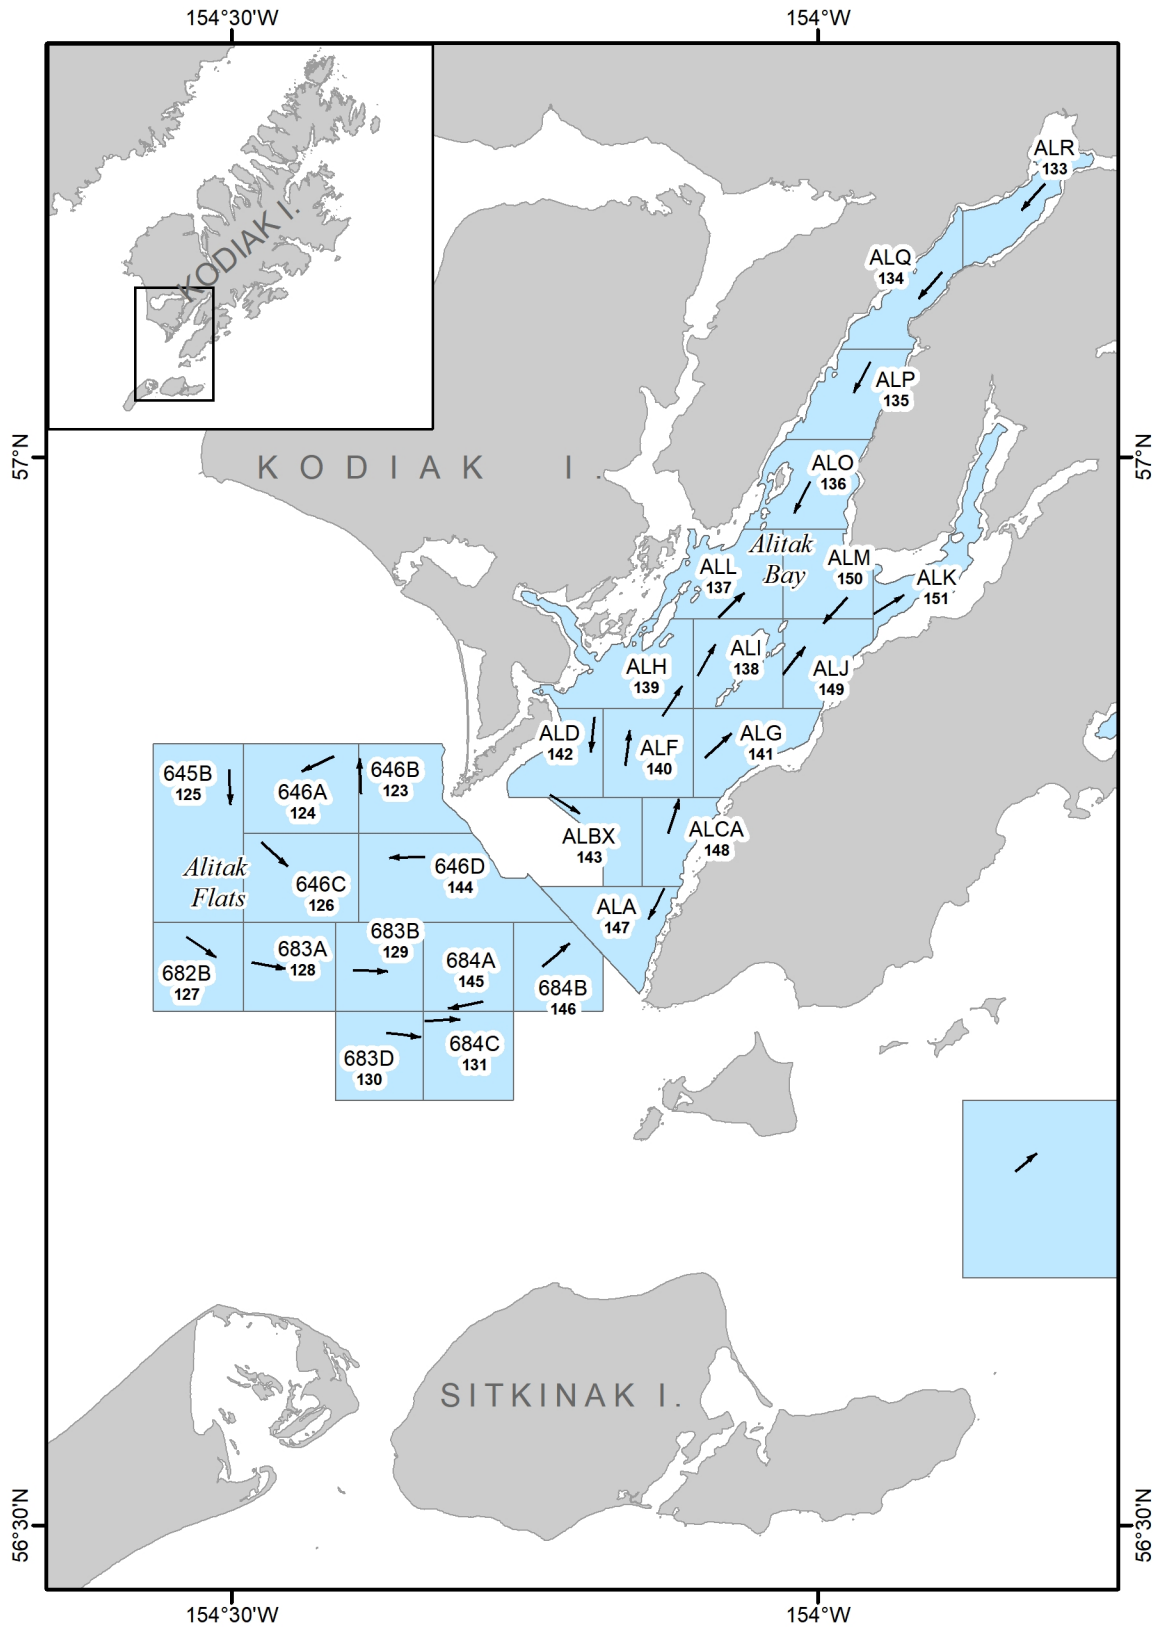 154°30'W
154°W
KODIAK I.
ALR
133
ALQ
134
ALP
135
57°N
57°N
KODIAK I.
ALO
136
Alitak
Bay
ALL
137
ALM
150
ALK
151
ALH
139
ALI
138
ALJ
149
ALD
142
ALF
140
ALG
141
645B
125
646A
124
646B
123
ALBX
143
ALCA
148
Alitak
Flats
646C
126
646D
144
ALA
147
682B
127
683A
128
683B
129
684A
145
684B
146
683D
130
684C
131
SITKINAK I.
56°30'N
56°30'N
154°30'W
154°W